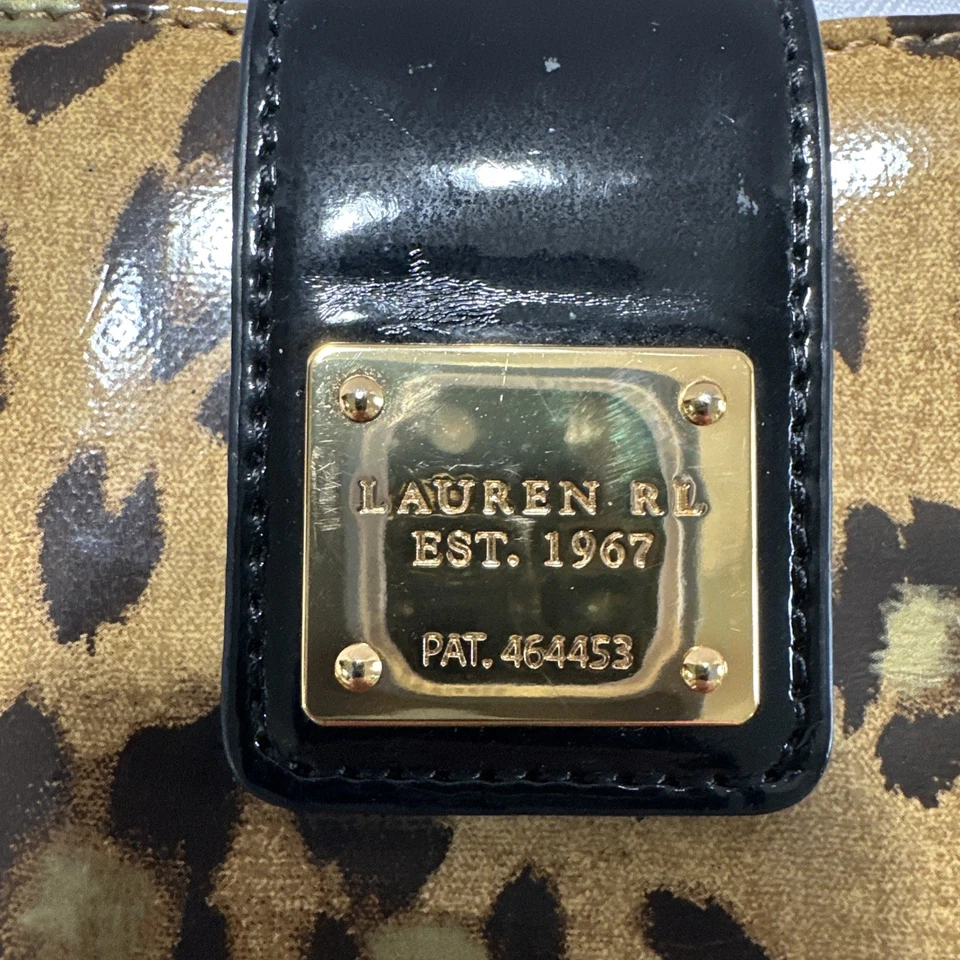 LAUREN RL
EST. 1967
PAT. 464453